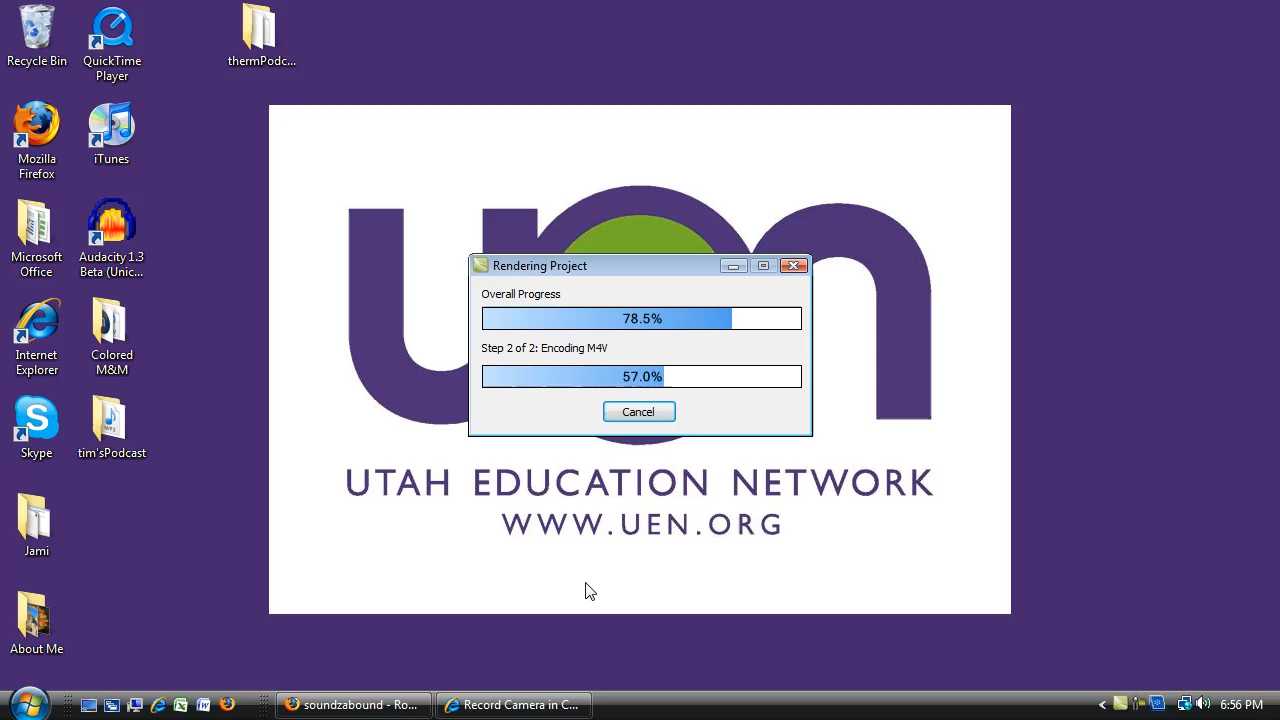 Recycle Bin
QuickTime
Player
thermPodc...
Mozilla
Firefox
iTunes
Microsoft
Office
Audacity 1.3
Beta (Unic...
Internet
Explorer
Colored
M&M
Skype
tim'sPodcast
Jami
About Me
uen
Rendering Project
Overall Progress
78.5%
Step 2 of 2: Encoding M4V
57.0%
Cancel
UTAH EDUCATION NETWORK
WWW.UEN.ORG
soundzabound - Ro...
Record Camera in C...
6:56 PM